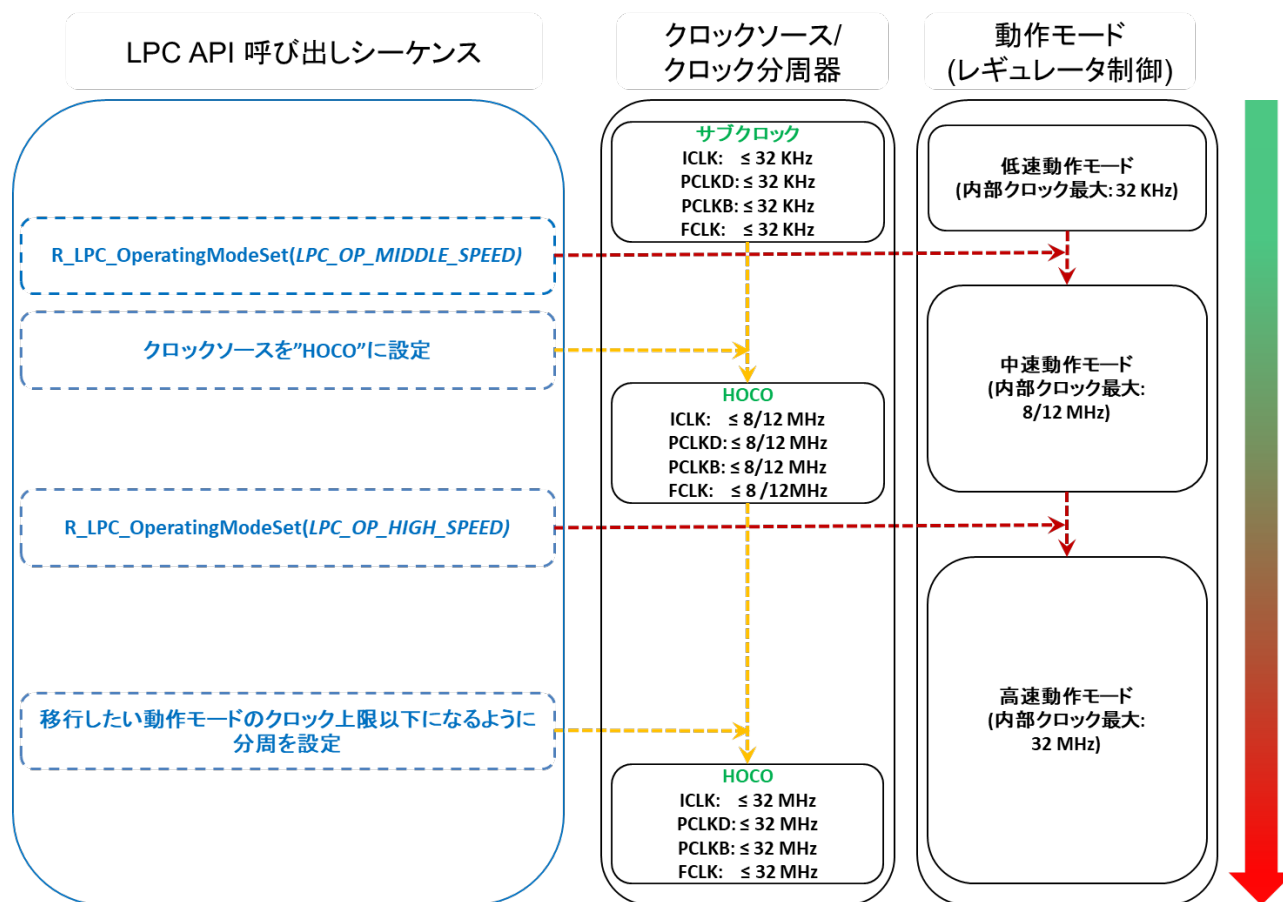 LPC API 呼び出しシーケンス
クロックソース/
クロック分周器
動作モード
(レギュレータ制御)
サブクロック
ICLK: ≤ 32 KHz
PCLKD: ≤ 32 KHz
PCLKB: ≤ 32 KHz
FCLK: ≤ 32 KHz
低速動作モード
(内部クロック最大: 32 KHz)
R_LPC_OperatingModeSet(LPC_OP_MIDDLE_SPEED)
クロックソースを”HOCO”に設定
HOCO
ICLK: ≤ 8/12 MHz
PCLKD: ≤ 8/12 MHz
PCLKB: ≤ 8/12 MHz
FCLK: ≤ 8 /12MHz
中速動作モード
(内部クロック最大:
8/12 MHz)
R_LPC_OperatingModeSet(LPC_OP_HIGH_SPEED)
移行したい動作モードのクロック上限以下になるように
分周を設定
高速動作モード
(内部クロック最大:
32 MHz)
HOCO
ICLK: ≤ 32 MHz
PCLKD: ≤ 32 MHz
PCLKB: ≤ 32 MHz
FCLK: ≤ 32 MHz